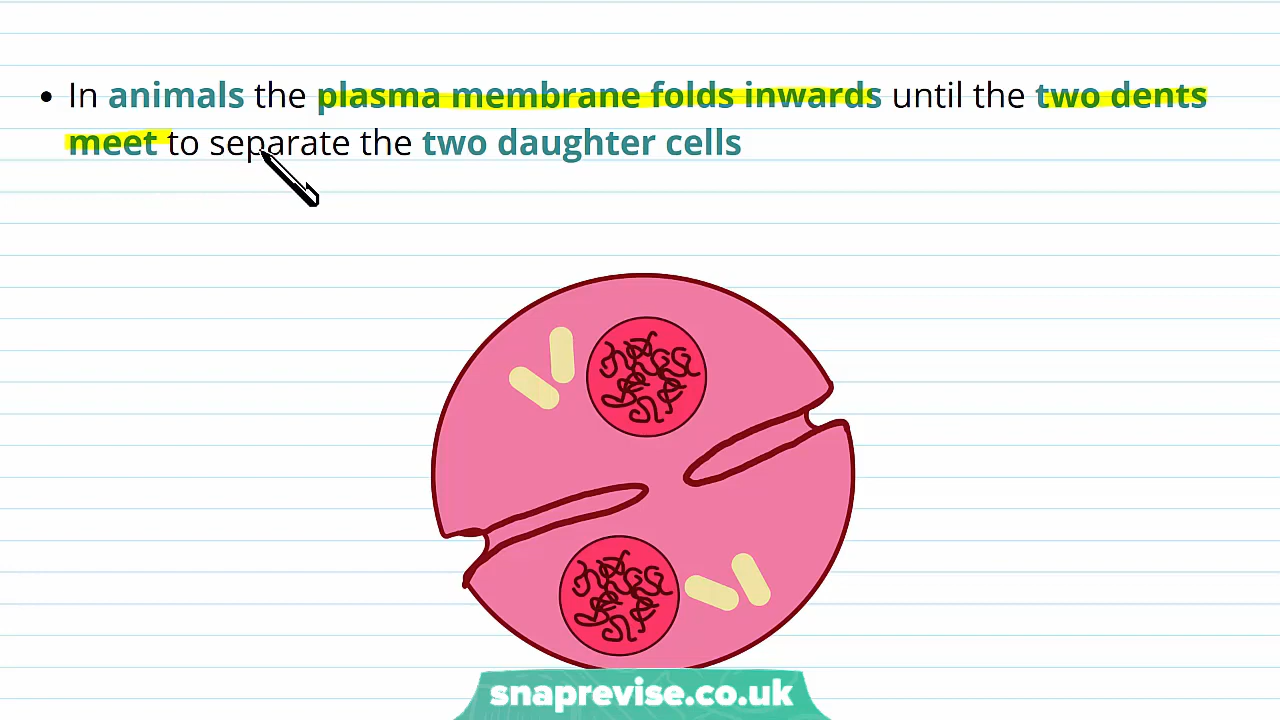 • In animals the plasma membrane folds inwards until the two dents
meet to separate the two daughter cells
snaprevise.co.uk